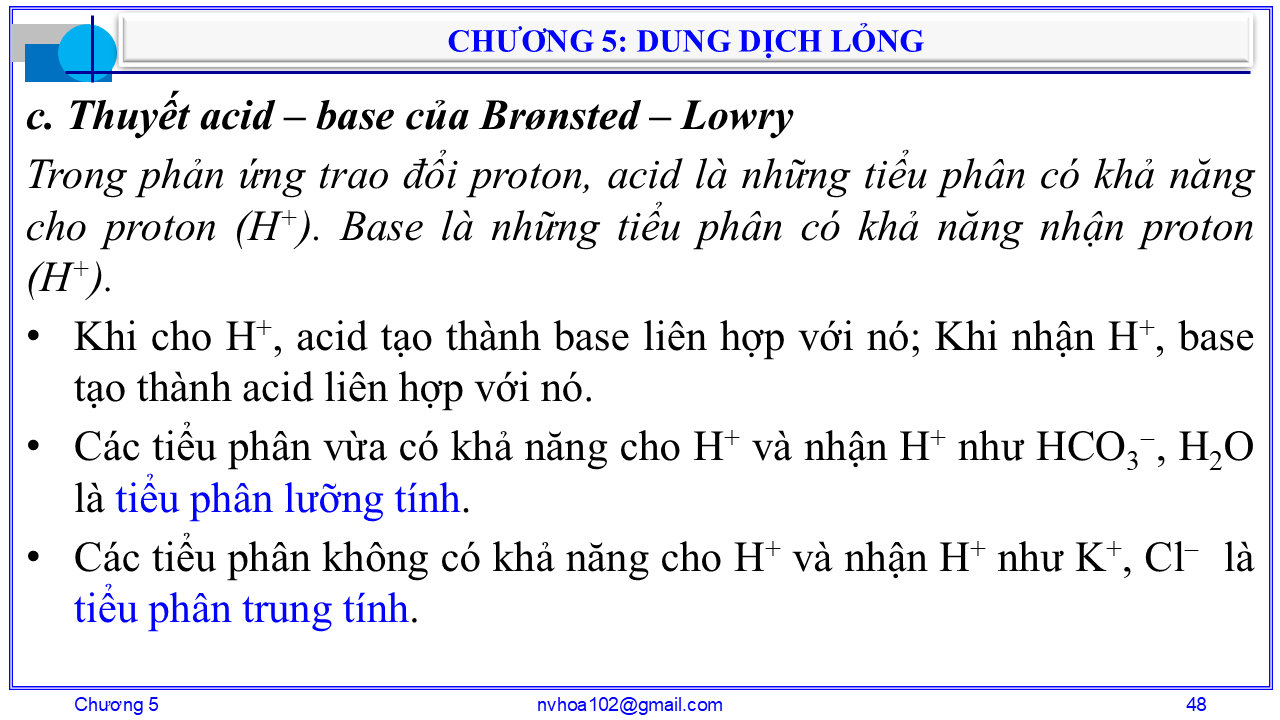 CHƯƠNG 5: DUNG DỊCH LỎNG
c. Thuyết acid – base của Brønsted – Lowry
Trong phản ứng trao đổi proton, acid là những tiểu phân có khả năng
cho proton (H⁺). Base là những tiểu phân có khả năng nhận proton
(H⁺).
• Khi cho H⁺, acid tạo thành base liên hợp với nó; Khi nhận H⁺, base
tạo thành acid liên hợp với nó.
• Các tiểu phân vừa có khả năng cho H⁺ và nhận H⁺ như HCO₃⁻, H₂O
là tiểu phân lưỡng tính.
• Các tiểu phân không có khả năng cho H⁺ và nhận H⁺ như K⁺, Cl⁻ là
tiểu phân trung tính.
Chương 5 nvhoa102@gmail.com 48